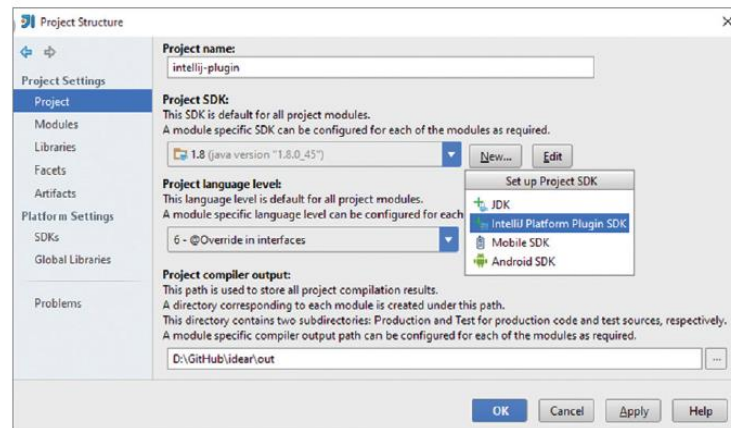 Project Structure
Project Settings
Project
Modules
Libraries
Facets
Artifacts
Platform Settings
SDKs
Global Libraries
Problems
Project name:
intellij-plugin
Project SDK:
This SDK is default for all project modules.
A module specific SDK can be configured for each of the modules as required.
1.8 (java version "1.8.0_45")
New...
Edit
Set up Project SDK
JDK
IntelliJ Platform Plugin SDK
Mobile SDK
Android SDK
Project language level:
This language level is default for all project modules.
A module specific language level can be configured for each
6 - @Override in interfaces
Project compiler output:
This path is used to store all project compilation results.
A directory corresponding to each module is created under this path.
This directory contains two subdirectories: Production and Test for production code and test sources, respectively.
A module specific compiler output path can be configured for each of the modules as required.
D:\GitHub\idear\out
...
OK
Cancel
Apply
Help